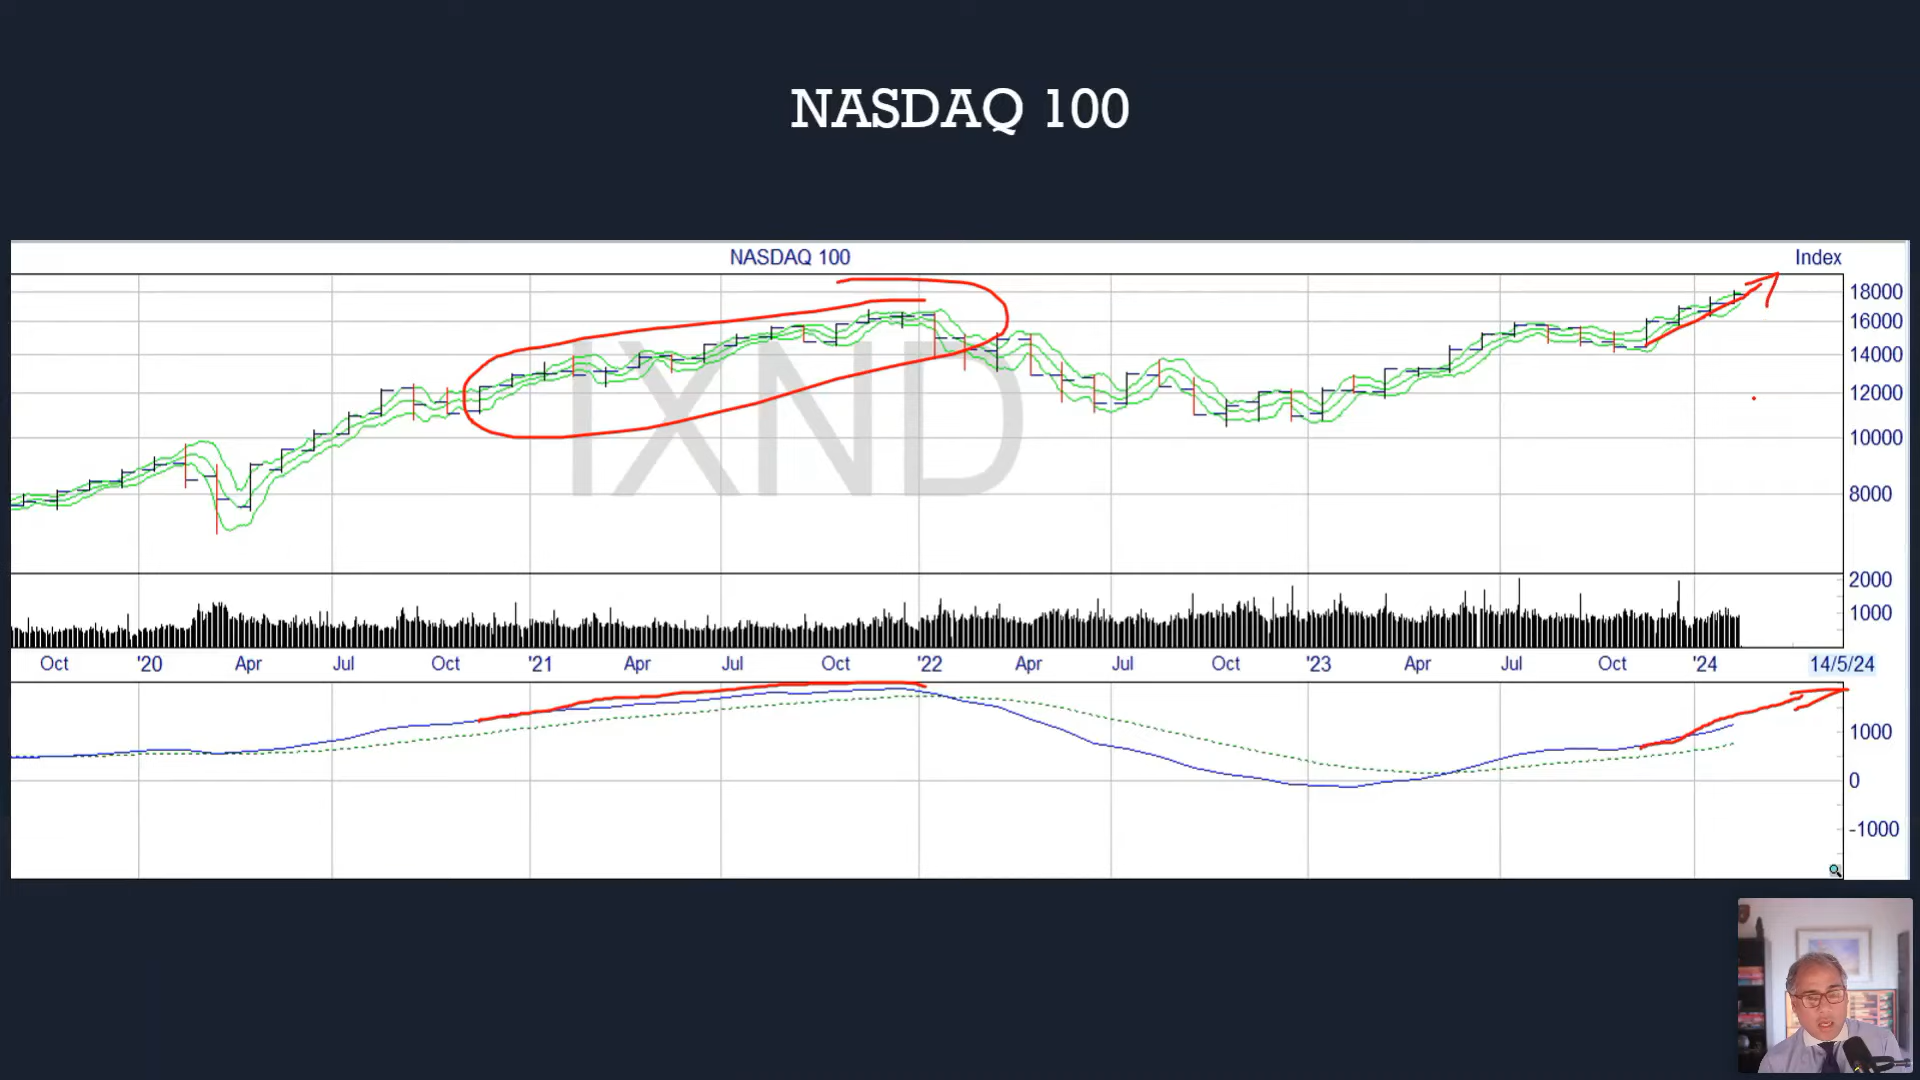 NASDAQ 100
NASDAQ 100
Index
IXND
18000
16000
14000
12000
10000
8000
2000
1000
Oct '20 Apr Jul Oct '21 Apr Jul Oct '22 Apr Jul Oct '23 Apr Jul Oct '24 14/5/24
1000
0
-1000